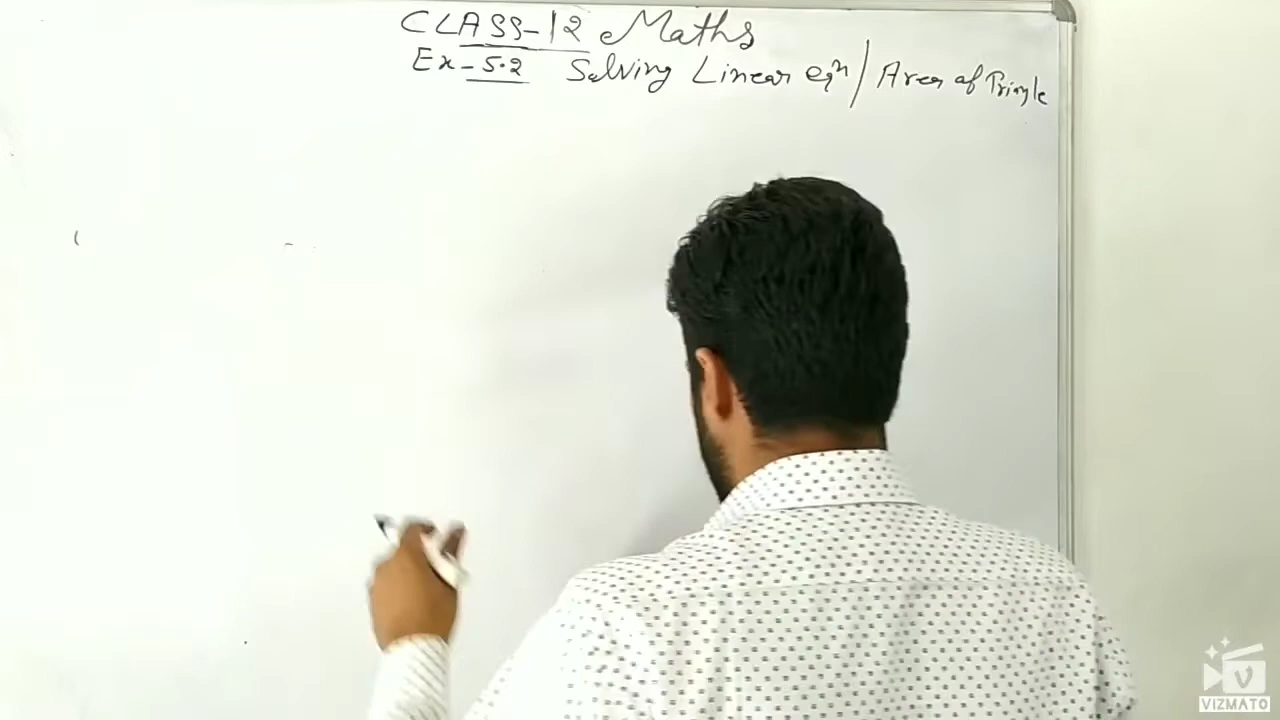 CLASS-12 Maths
Ex-5.2 Solving Linear eqn / Area of Triangle
VIZMATO